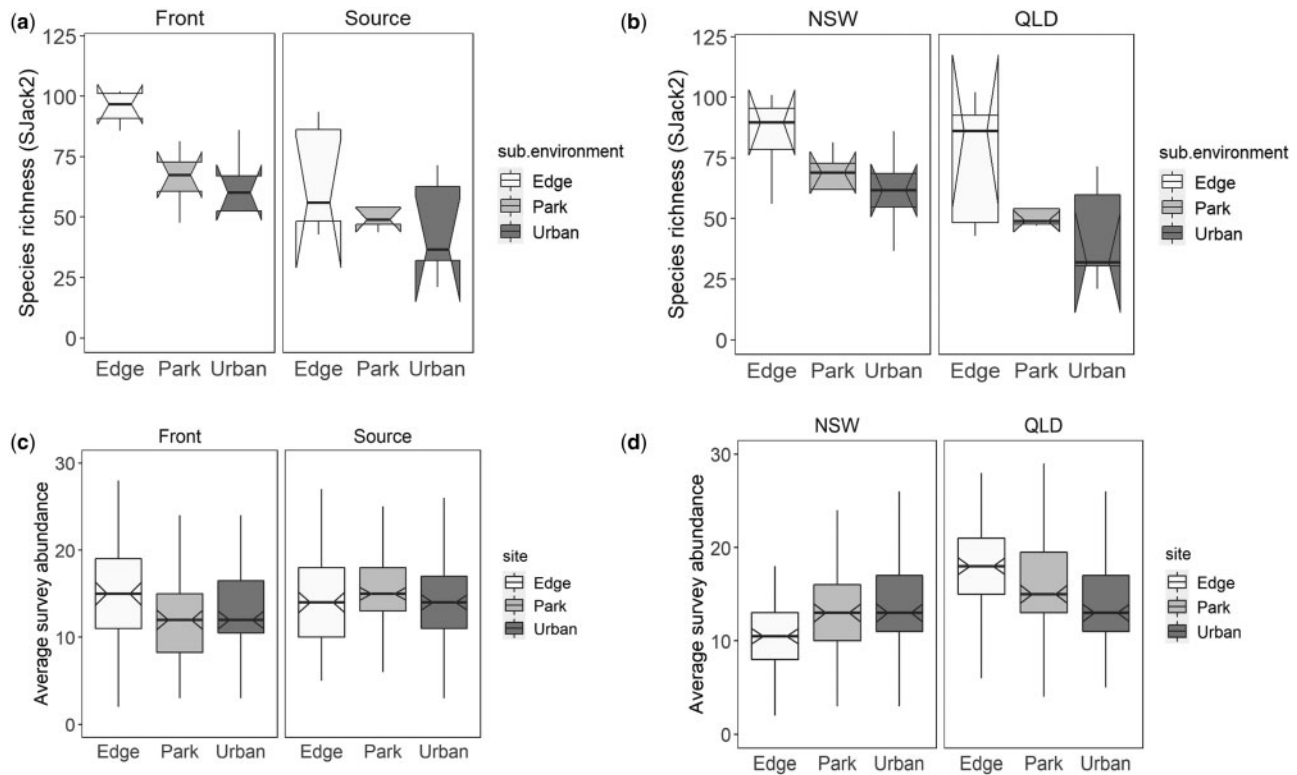 (a)
Front Source
Species richness (SJack2)
125
100
75
50
25
0
Edge Park Urban Edge Park Urban
sub.environment
Edge
Park
Urban
(b)
NSW QLD
Species richness (SJack2)
125
100
75
50
25
0
Edge Park Urban Edge Park Urban
sub.environment
Edge
Park
Urban
(c)
Front Source
Average survey abundance
30
20
10
0
Edge Park Urban Edge Park Urban
site
Edge
Park
Urban
(d)
NSW QLD
Average survey abundance
30
20
10
0
Edge Park Urban Edge Park Urban
site
Edge
Park
Urban